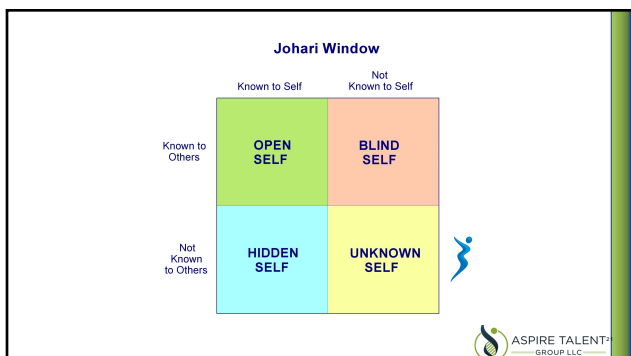 Johari Window
Known to Self
Not
Known to Self
Known to
Others
OPEN
SELF
BLIND
SELF
Not
Known
to Others
HIDDEN
SELF
UNKNOWN
SELF
ASPIRE TALENT
GROUP LLC